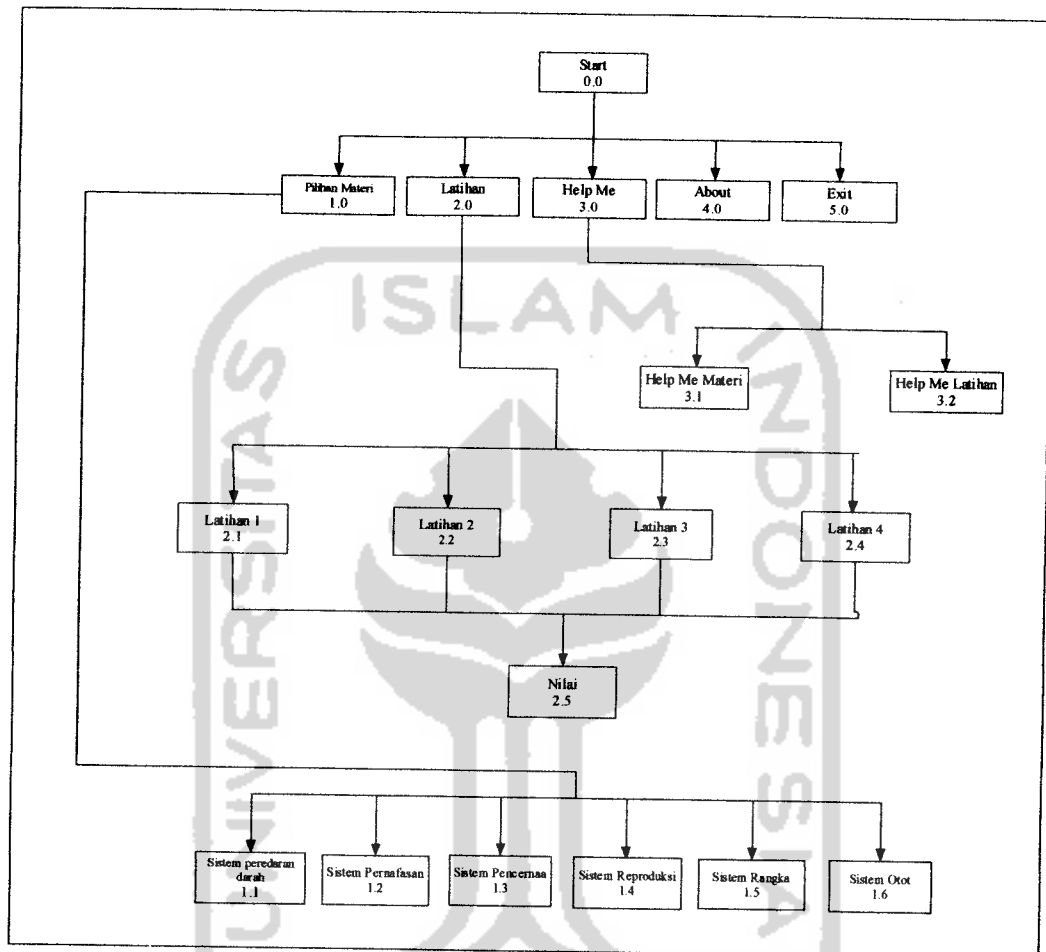 Start
0.0
Pilihan Materi
1.0
Latihan
2.0
Help Me
3.0
About
4.0
Exit
5.0
ISLAM
UNIVERSITAS
INDONESIA
Help Me Materi
3.1
Help Me Latihan
3.2
Latihan 1
2.1
Latihan 2
2.2
Latihan 3
2.3
Latihan 4
2.4
Nilai
2.5
Sistem peredaran
darah
1.1
Sistem Pernafasan
1.2
Sistem Pencernaa
1.3
Sistem Reproduksi
1.4
Sistem Rangka
1.5
Sistem Otot
1.6